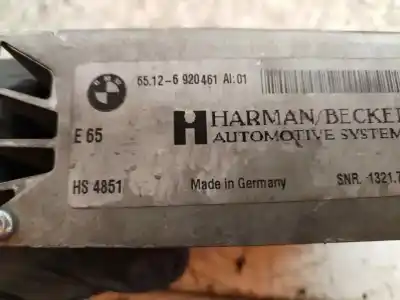 65.12-6 920461 AI:01
HARMAN/BECKER
AUTOMOTIVE SYSTEM
E 65
HS 4851
Made in Germany
SNR. 1321.7